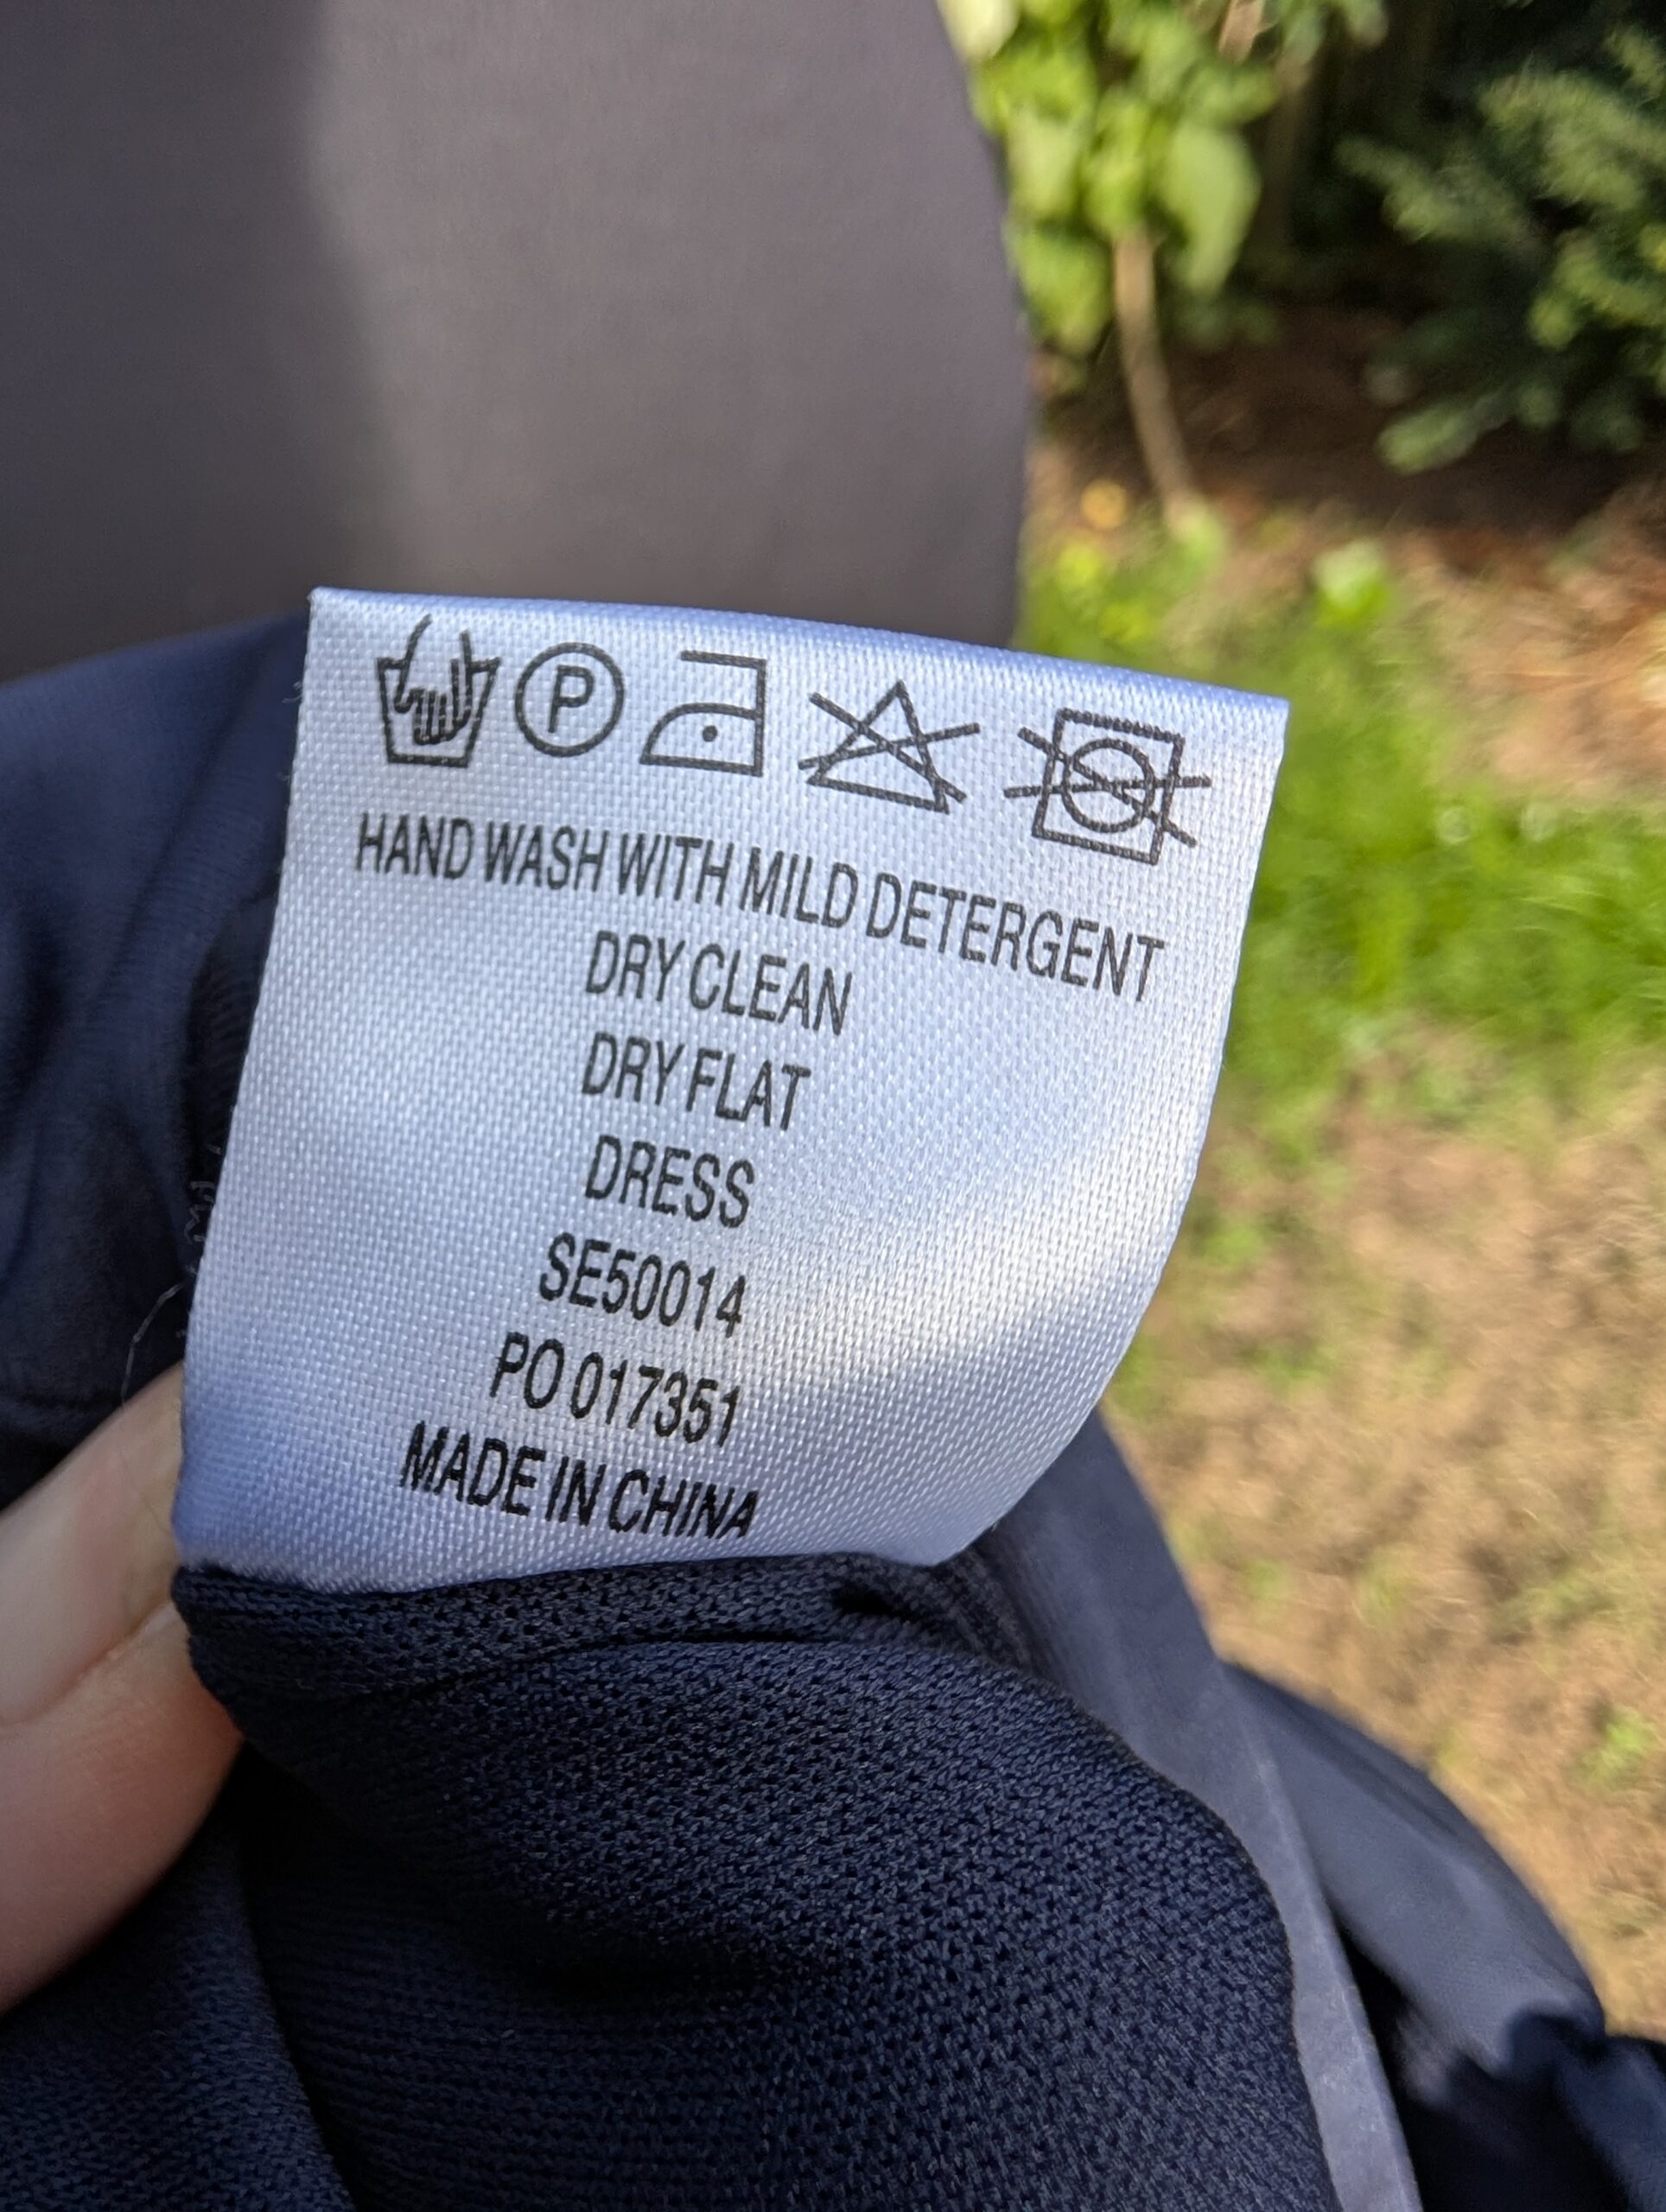 P
HAND WASH WITH MILD DETERGENT
DRY CLEAN
DRY FLAT
DRESS
SE50014
PO 017351
MADE IN CHINA